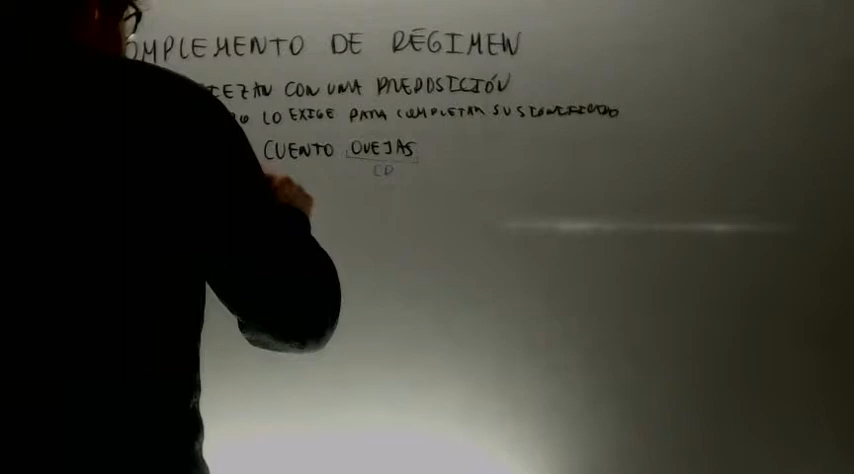 OMPLEMENTO DE RÉGIMEN
IEZAN CON UNA PREPOSICIÓN
LO EXIGE PARA COMPLETAR SU SIGNIFICADO
CUENTO OVEJAS
CD